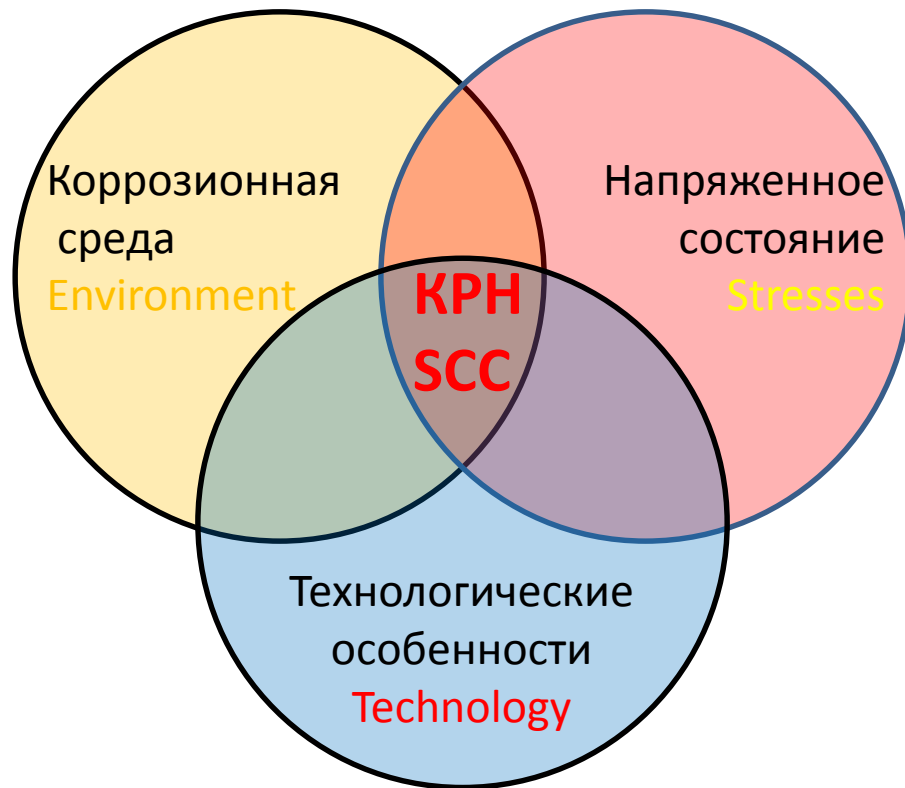 Коррозионная
среда
Environment
Напряженное
состояние
Stresses
КРН
SCC
Технологические
особенности
Technology